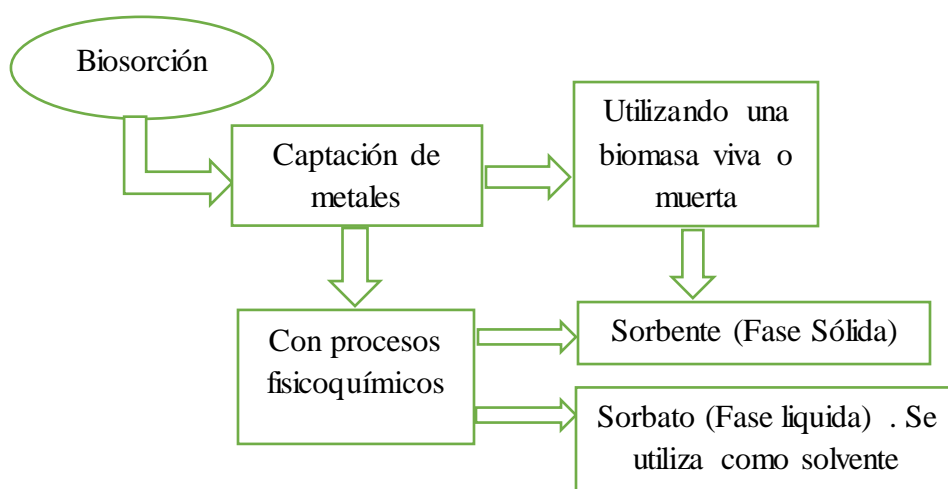 Biosorción
Captación de
metales
Utilizando una
biomasa viva o
muerta
Con procesos
fisicoquímicos
Sorbente (Fase Sólida)
Sorbato (Fase liquida) . Se
utiliza como solvente